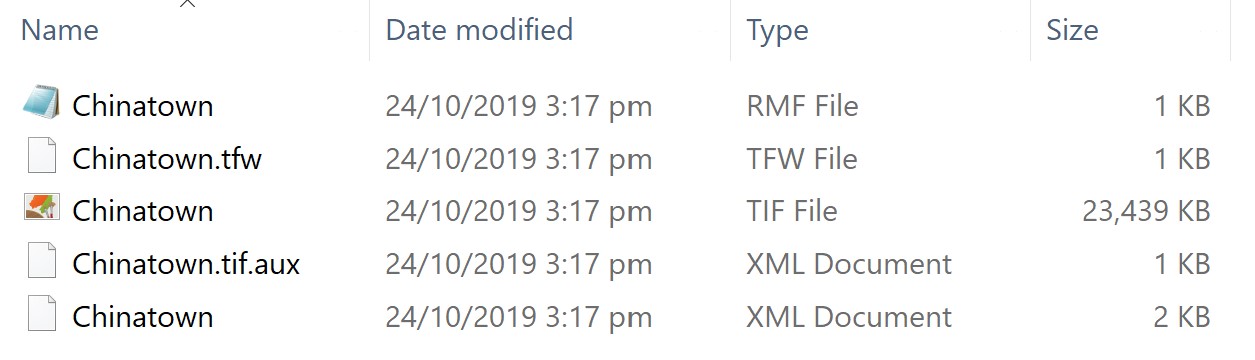 Name Date modified Type Size
Chinatown 24/10/2019 3:17 pm RMF File 1 KB
Chinatown.tfw 24/10/2019 3:17 pm TFW File 1 KB
Chinatown 24/10/2019 3:17 pm TIF File 23,439 KB
Chinatown.tif.aux 24/10/2019 3:17 pm XML Document 1 KB
Chinatown 24/10/2019 3:17 pm XML Document 2 KB